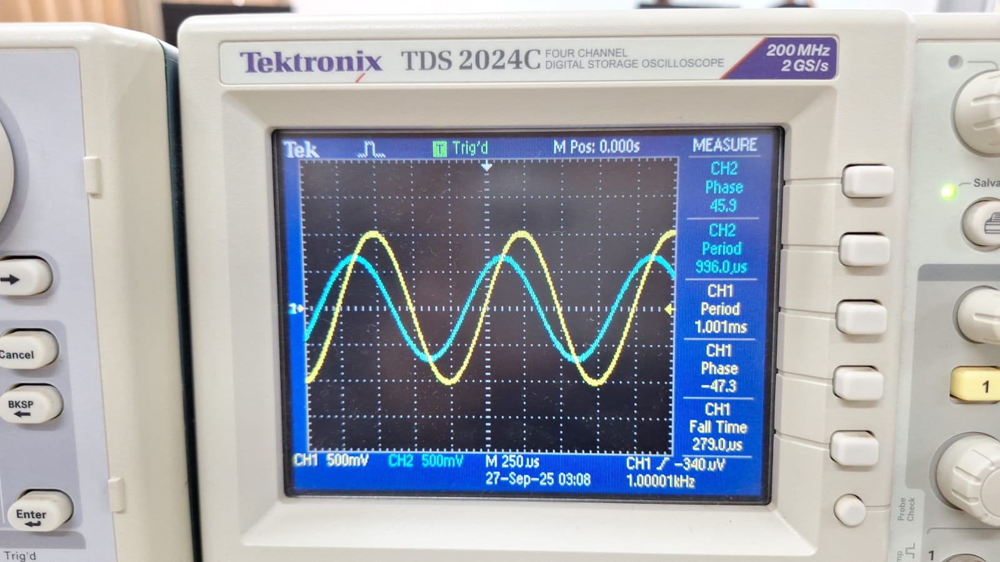 Tektronix TDS 2024C FOUR CHANNEL DIGITAL STORAGE OSCILLOSCOPE
200 MHz
2 GS/s
Tek Trig'd M Pos: 0.000s MEASURE
CH2
Phase
45.9
CH2
Period
996.0µs
CH1
Period
1.001ms
CH1
Phase
-47.3
CH1
Fall Time
279.0µs
CH1 500mV CH2 500mV M 250µs CH1 -340µV
27-Sep-25 03:08 1.00001kHz
Cancel
BKSP
Enter
Trig'd
Salva
1
Probe
Check
1